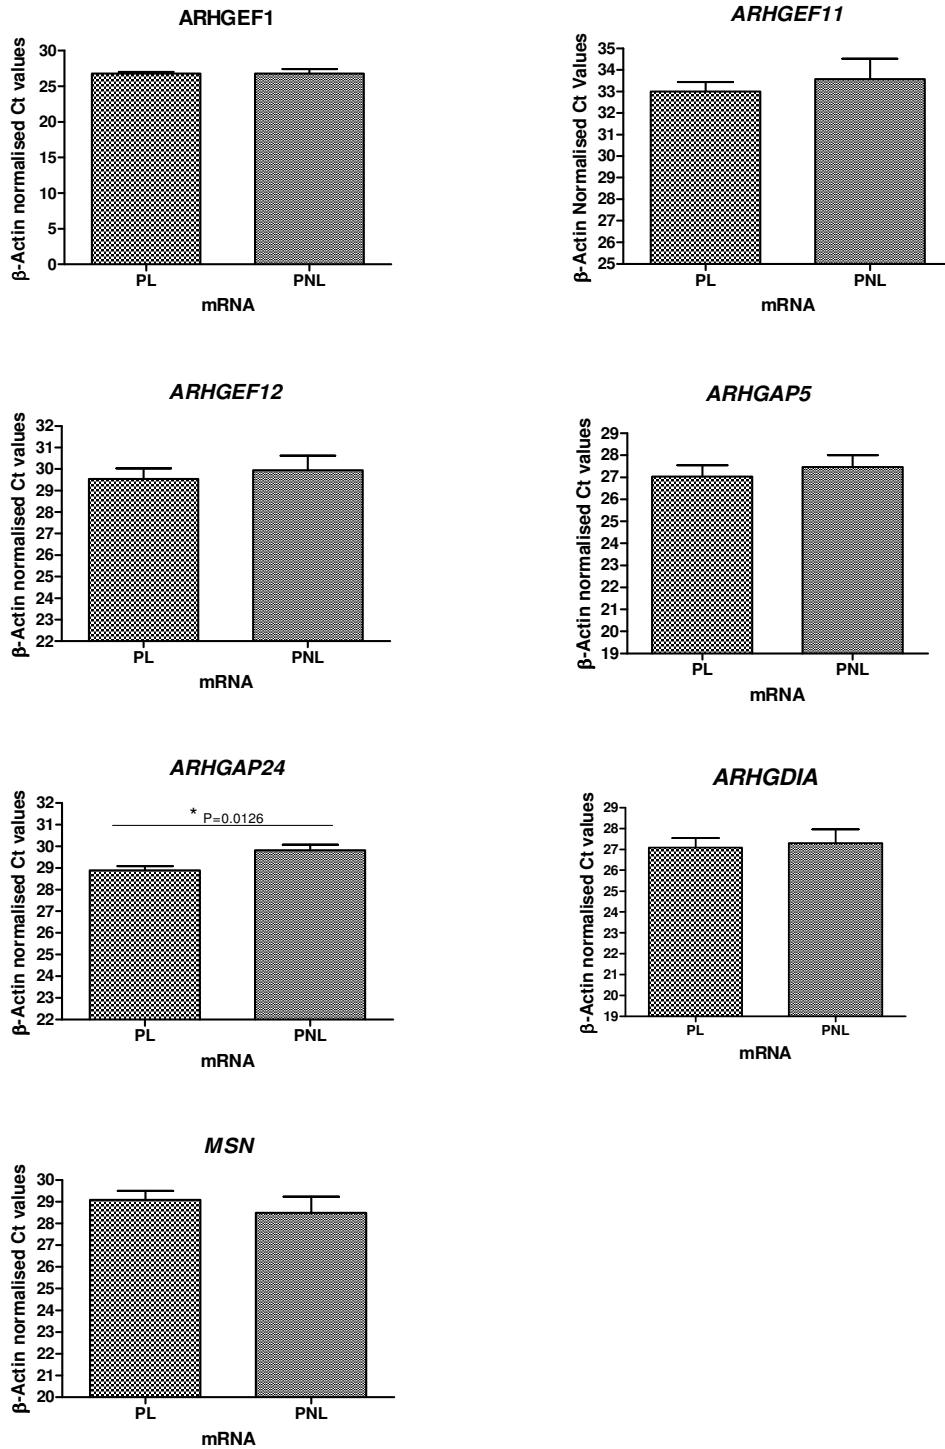 ARHGEF1
β-Actin normalised Ct values
30
25
20
15
10
5
0
PL PNL
mRNA
ARHGEF11
β-Actin Normalised Ct Values
35
34
33
32
31
30
29
28
27
26
25
PL PNL
mRNA
ARHGEF12
β-Actin normalised Ct values
32
31
30
29
28
27
26
25
24
23
22
PL PNL
mRNA
ARHGAP5
β-Actin normalised Ct values
29
28
27
26
25
24
23
22
21
20
19
PL PNL
mRNA
ARHGAP24
* P=0.0126
β-Actin normalised Ct values
32
31
30
29
28
27
26
25
24
23
22
PL PNL
mRNA
ARHGDIA
β-Actin normalised Ct values
29
28
27
26
25
24
23
22
21
20
19
PL PNL
mRNA
MSN
β-Actin normalised Ct values
30
29
28
27
26
25
24
23
22
21
20
PL PNL
mRNA